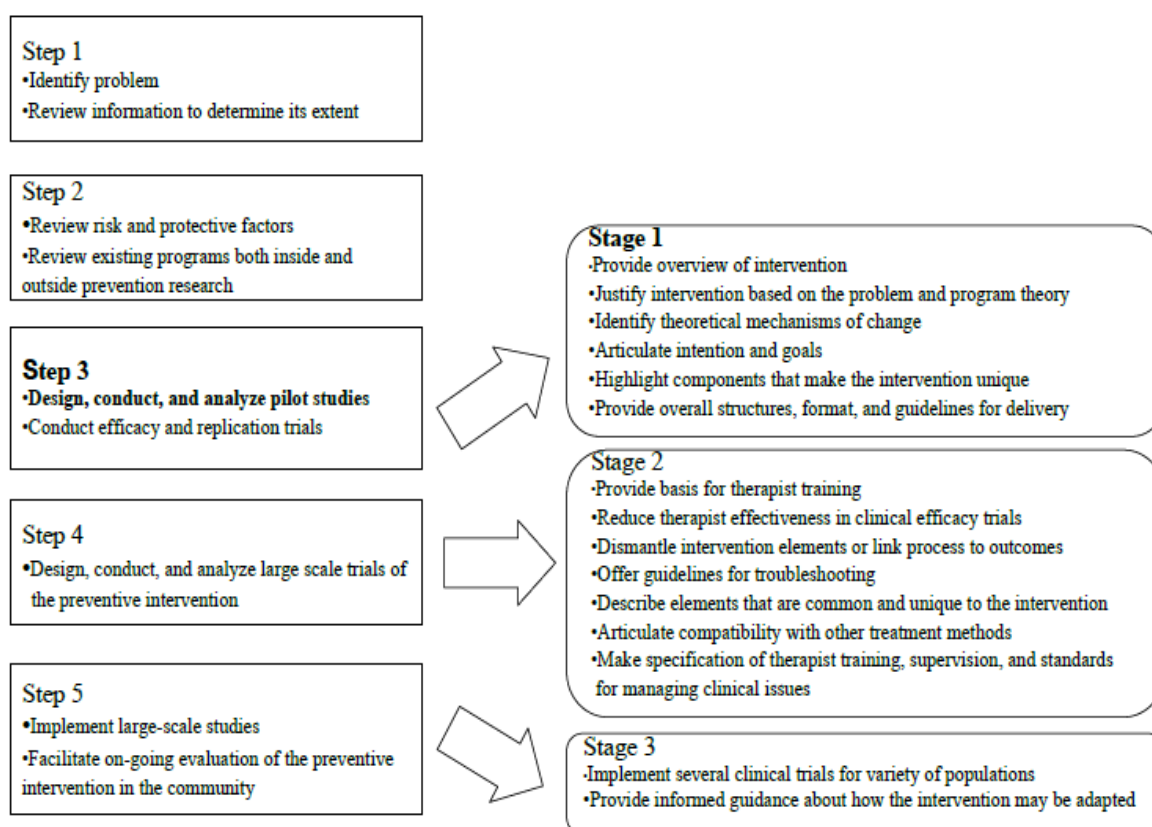 Step 1
•Identify problem
•Review information to determine its extent
Step 2
•Review risk and protective factors
•Review existing programs both inside and
outside prevention research
Step 3
•Design, conduct, and analyze pilot studies
•Conduct efficacy and replication trials
Step 4
•Design, conduct, and analyze large scale trials of
the preventive intervention
Step 5
•Implement large-scale studies
•Facilitate on-going evaluation of the preventive
intervention in the community
Stage 1
•Provide overview of intervention
•Justify intervention based on the problem and program theory
•Identify theoretical mechanisms of change
•Articulate intention and goals
•Highlight components that make the intervention unique
•Provide overall structures, format, and guidelines for delivery
Stage 2
•Provide basis for therapist training
•Reduce therapist effectiveness in clinical efficacy trials
•Dismantle intervention elements or link process to outcomes
•Offer guidelines for troubleshooting
•Describe elements that are common and unique to the intervention
•Articulate compatibility with other treatment methods
•Make specification of therapist training, supervision, and standards
for managing clinical issues
Stage 3
•Implement several clinical trials for variety of populations
•Provide informed guidance about how the intervention may be adapted